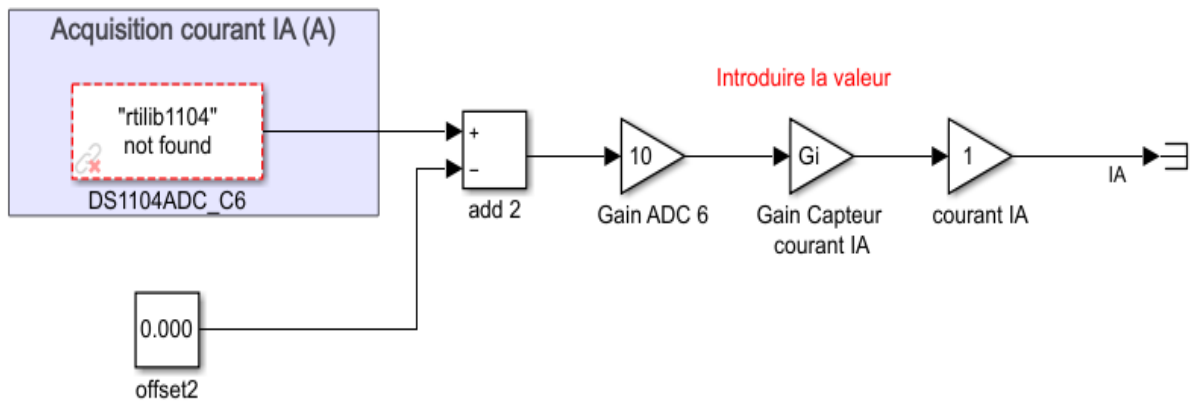 Acquisition courant IA (A)
"rtilib1104"
not found
DS1104ADC_C6
+
−
add 2
0.000
offset2
10
Gain ADC 6
Introduire la valeur
Gi
Gain Capteur
courant IA
1
courant IA
IA